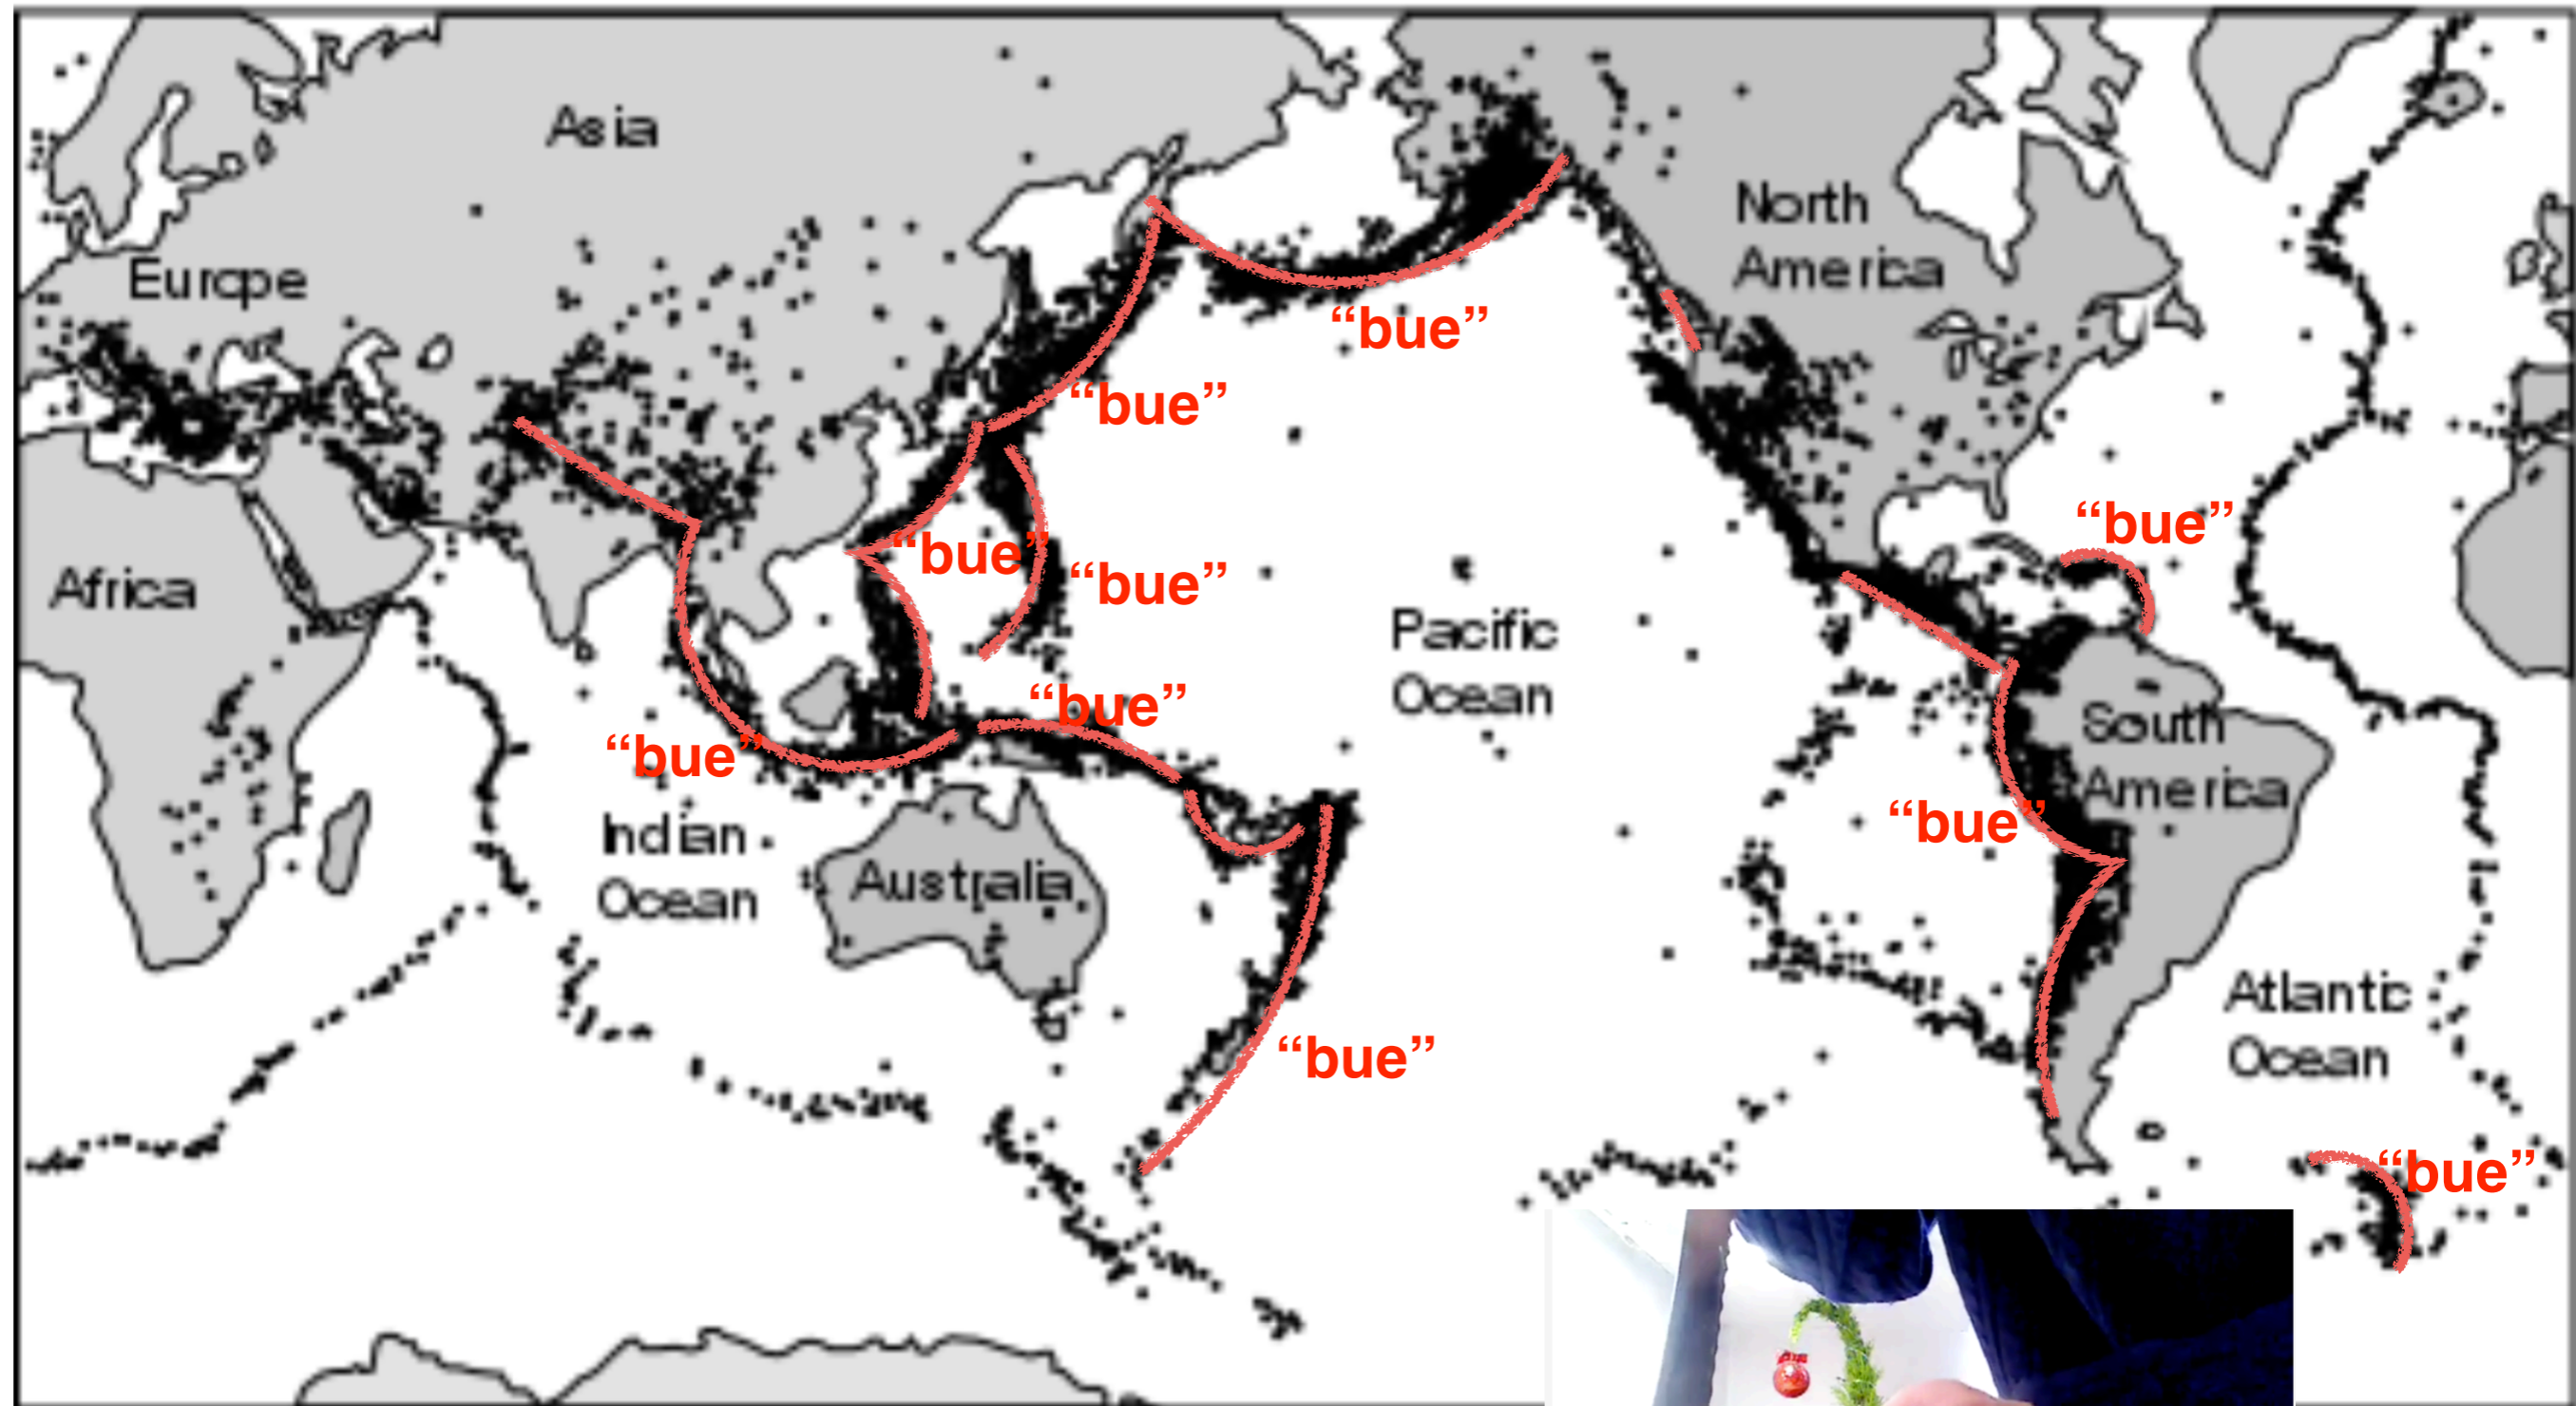 Asia
North
America
Europe
“bue”
“bue”
“bue”
“bue”
“bue”
Africa
Pacific
Ocean
“bue”
“bue”
South
America
“bue”
Indian
Ocean
Australia
Atlantic
Ocean
“bue”
“bue”